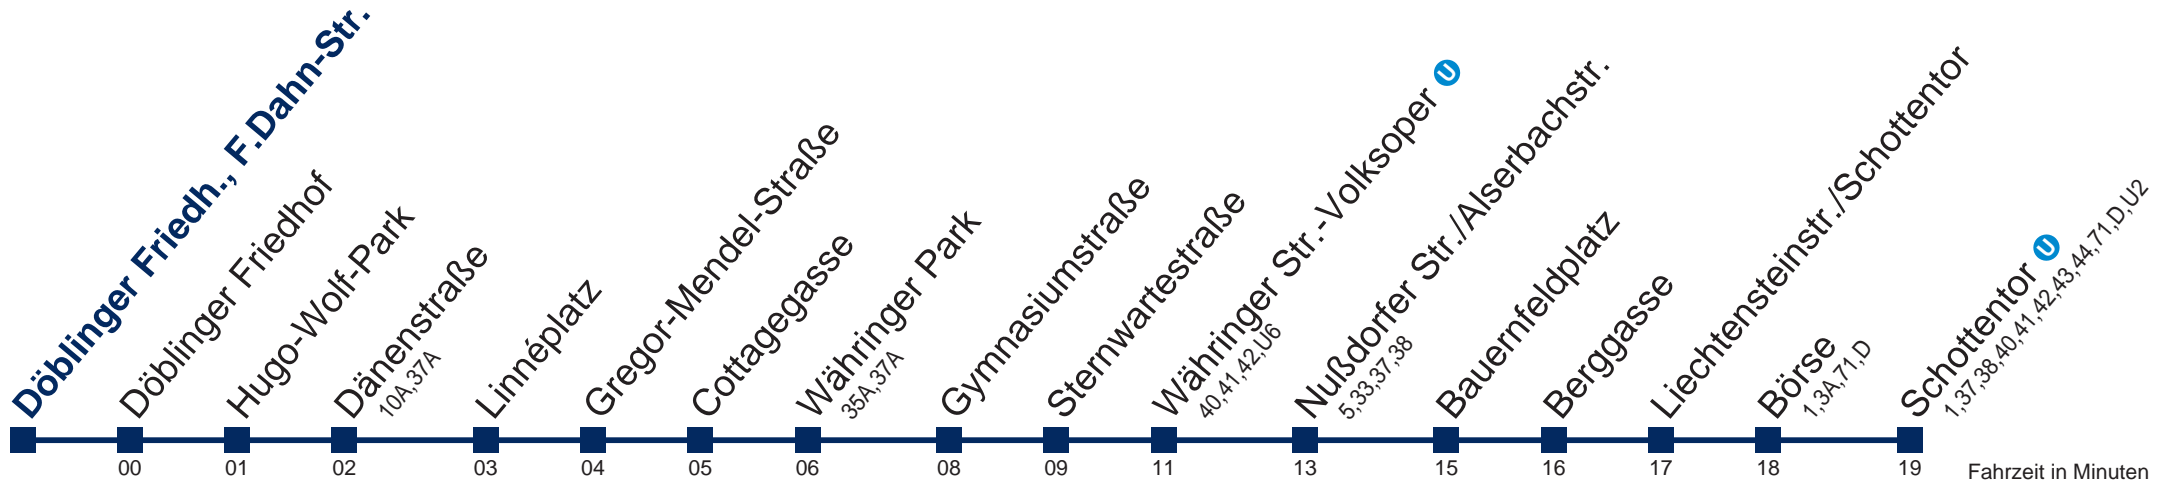 Döblinger Friedh., F.Dahn-Str.
Döblinger Friedhof
Hugo-Wolf-Park
Dänenstraße
10A,37A
Linnéplatz
Gregor-Mendel-Straße
Cottagegasse
Währinger Park
35A,37A
Gymnasiumstraße
Sternwartestraße
Währinger Str.-Volksoper U
40,41,42,U6
Nußdorfer Str./Alserbachstr.
5,33,37,38
Bauernfeldplatz
Berggasse
Liechtensteinstr./Schottentor
Börse
1,3A,71,D
Schottentor U
1,37,38,40,41,42,43,44,71,D,U2
00 01 02 03 04 05 06 08 09 11 13 15 16 17 18 19 Fahrzeit in Minuten